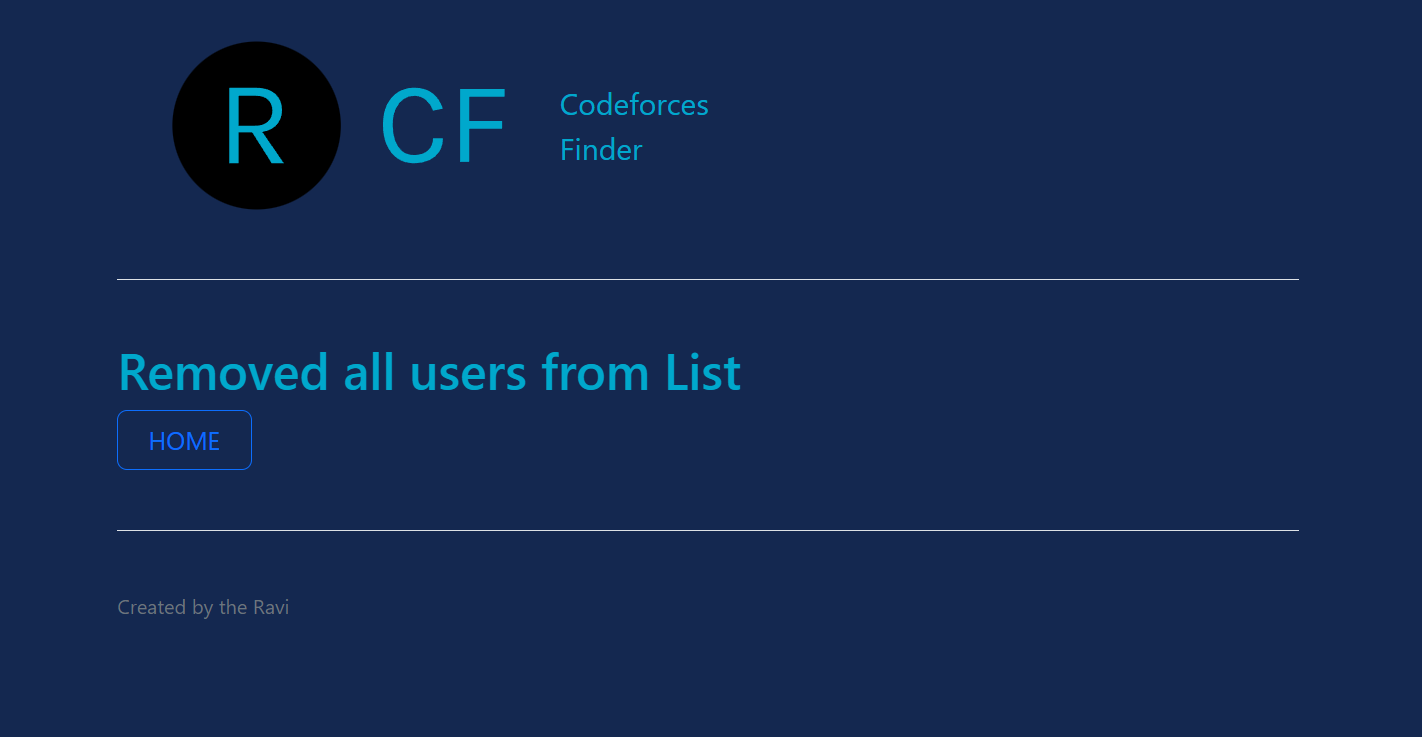 R CF Codeforces
Finder
Removed all users from List
HOME
Created by the Ravi